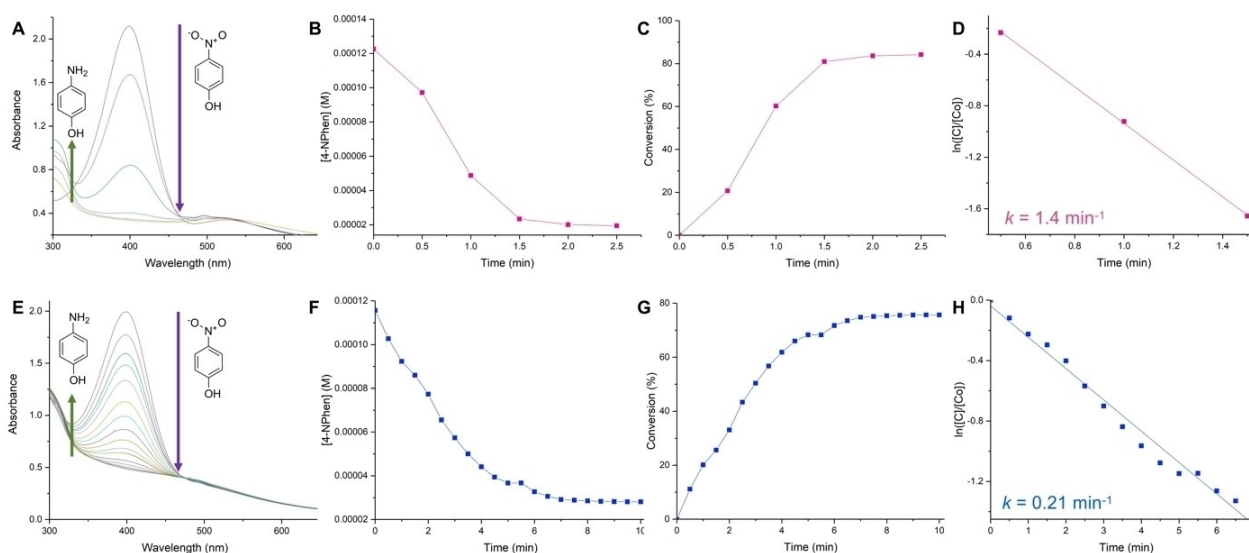 A
2.2
1.8
1.4
1.0
0.4
Absorbance
300
400
500
600
Wavelength (nm)
NH₂
OH
⁻O
N⁺
O
OH
B
0.00014
0.00012
0.00010
0.00008
0.00006
0.00004
0.00002
[4-NPhen] (M)
0.0
0.5
1.0
1.5
2.0
2.5
Time (min)
C
100
80
60
40
20
0
Conversion (%)
0.0
0.5
1.0
1.5
2.0
2.5
Time (min)
D
-0.4
-0.8
-1.2
-1.6
ln([C]/[Co]
k = 1.4 min⁻¹
0.6
0.8
1.0
1.2
1.4
Time (min)
E
2.0
1.5
1.0
0.5
0.0
Absorbance
300
400
500
600
Wavelength (nm)
NH₂
OH
⁻O
N⁺
O
OH
F
0.00012
0.00010
0.00008
0.00006
0.00004
0.00002
[4-NPhen] (M)
0
2
4
6
8
10
Time (min)
G
80
60
40
20
0
Conversion (%)
0
2
4
6
8
10
Time (min)
H
0.0
-0.4
-0.8
-1.2
ln([C]/[Co]
k = 0.21 min⁻¹
0
1
2
3
4
5
6
Time (min)